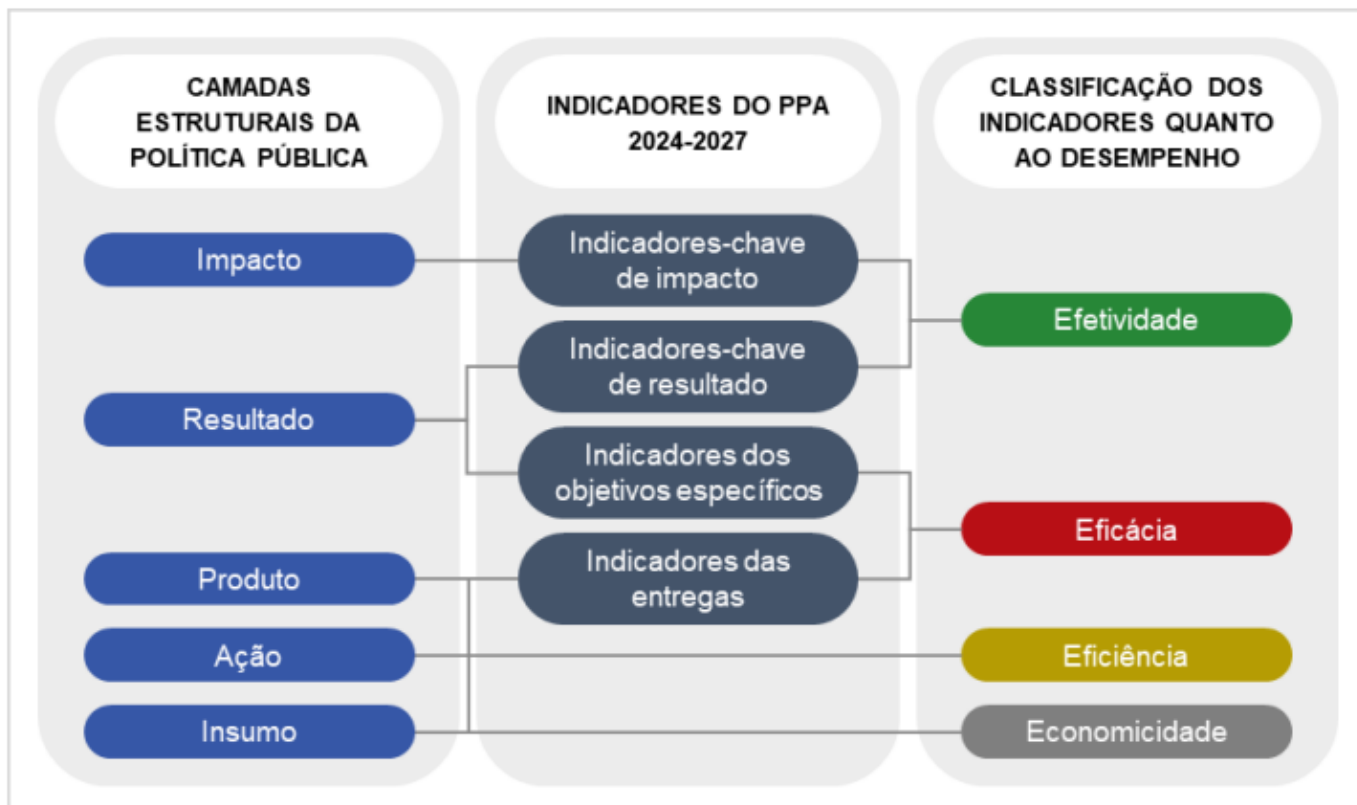 CAMADAS
ESTRUTURAIS DA
POLÍTICA PÚBLICA
INDICADORES DO PPA
2024-2027
CLASSIFICAÇÃO DOS
INDICADORES QUANTO
AO DESEMPENHO
Impacto
Resultado
Produto
Ação
Insumo
Indicadores-chave
de impacto
Indicadores-chave
de resultado
Indicadores dos
objetivos específicos
Indicadores das
entregas
Efetividade
Eficácia
Eficiência
Economicidade